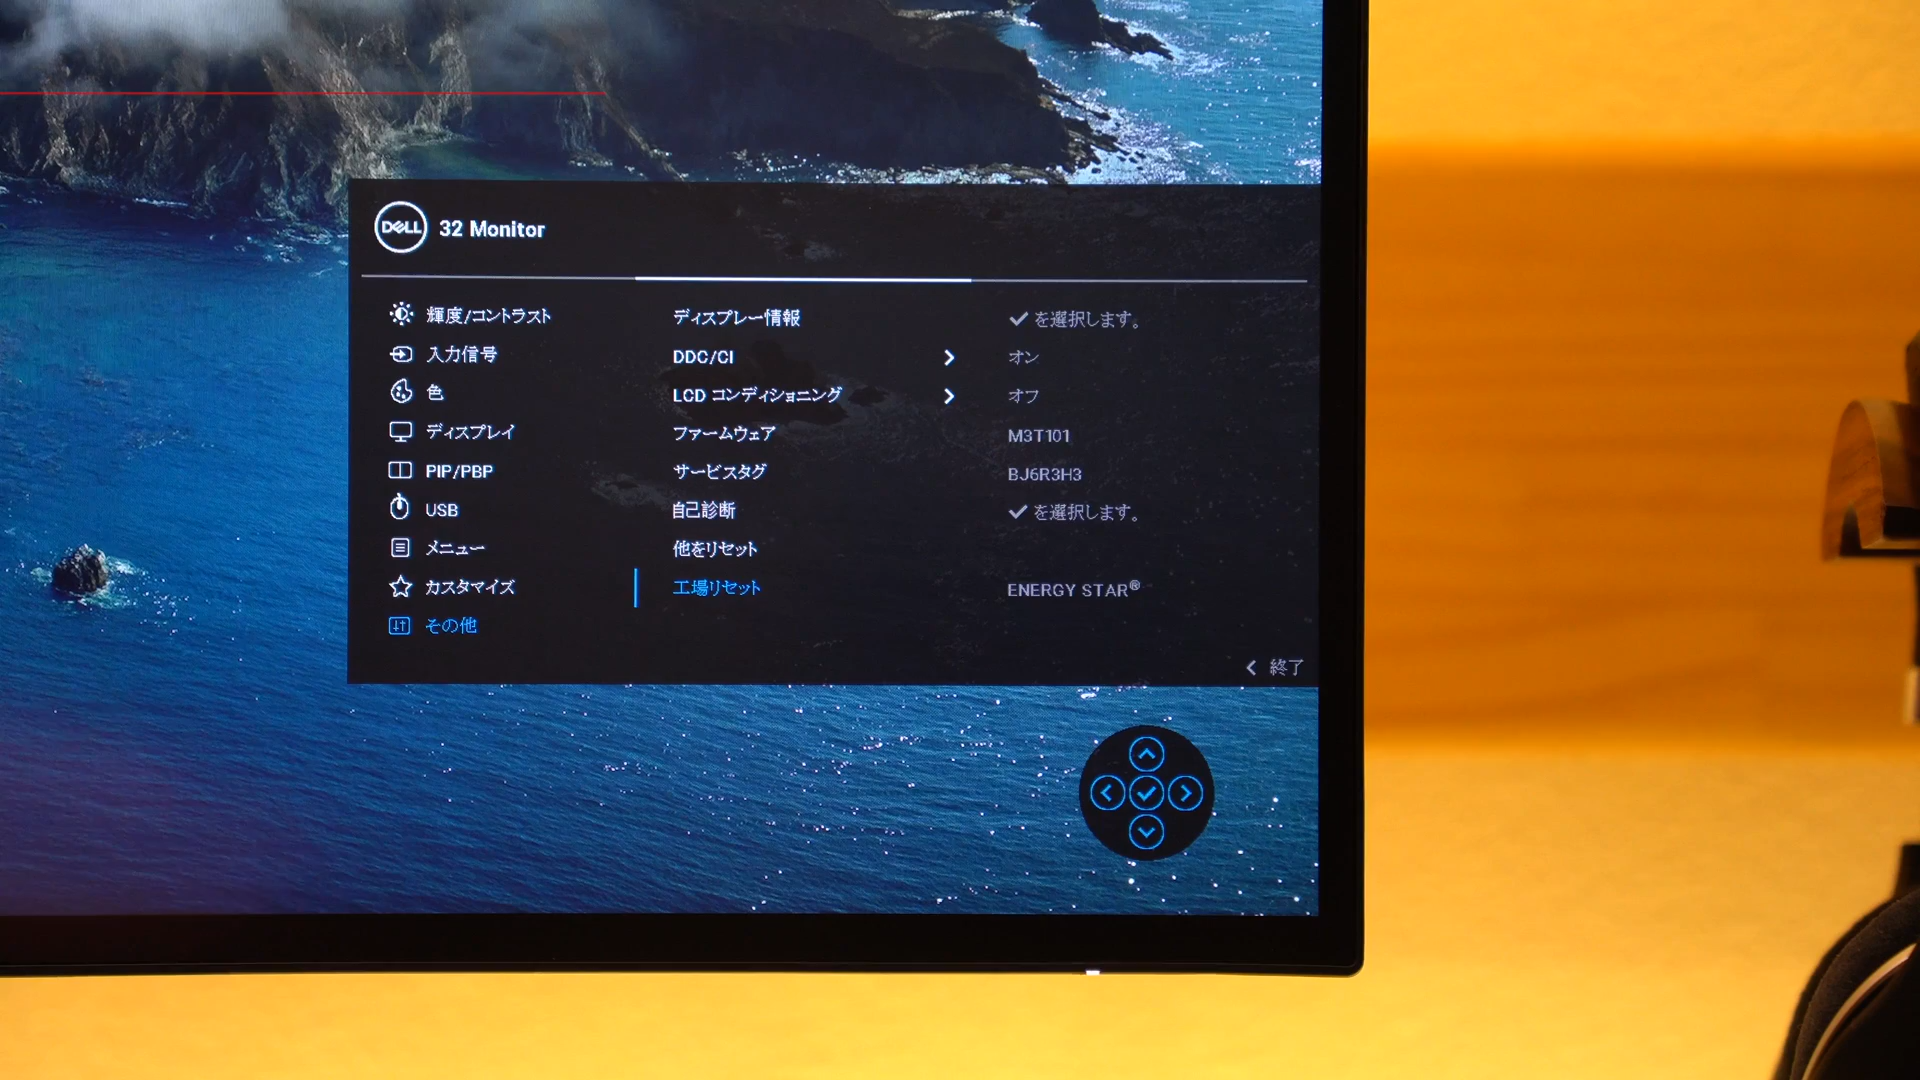 DELL 32 Monitor
輝度/コントラスト
入力信号
色
ディスプレイ
PIP/PBP
USB
メニュー
カスタマイズ
その他
ディスプレー情報 ✓を選択します。
DDC/CI > オン
LCD コンディショニング > オフ
ファームウェア M3T101
サービスタグ BJ6R3H3
自己診断 ✓を選択します。
他をリセット
工場リセット ENERGY STAR®
< 終了